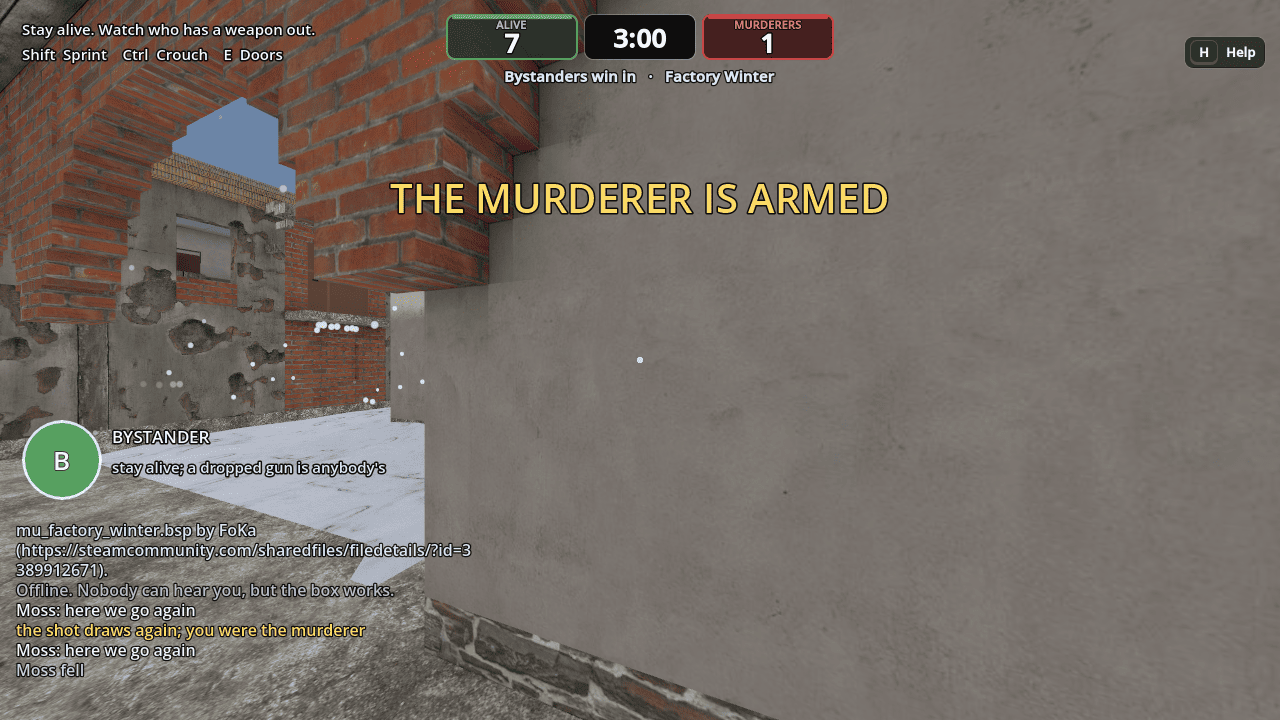 Stay alive. Watch who has a weapon out.
Shift Sprint Ctrl Crouch E Doors
ALIVE
7
3:00
MURDERERS
1
Bystanders win in · Factory Winter
H Help
THE MURDERER IS ARMED
B
BYSTANDER
stay alive; a dropped gun is anybody's
mu_factory_winter.bsp by FoKa
(https://steamcommunity.com/sharedfiles/filedetails/?id=3
389912671).
Offline. Nobody can hear you, but the box works.
Moss: here we go again
the shot draws again; you were the murderer
Moss: here we go again
Moss fell